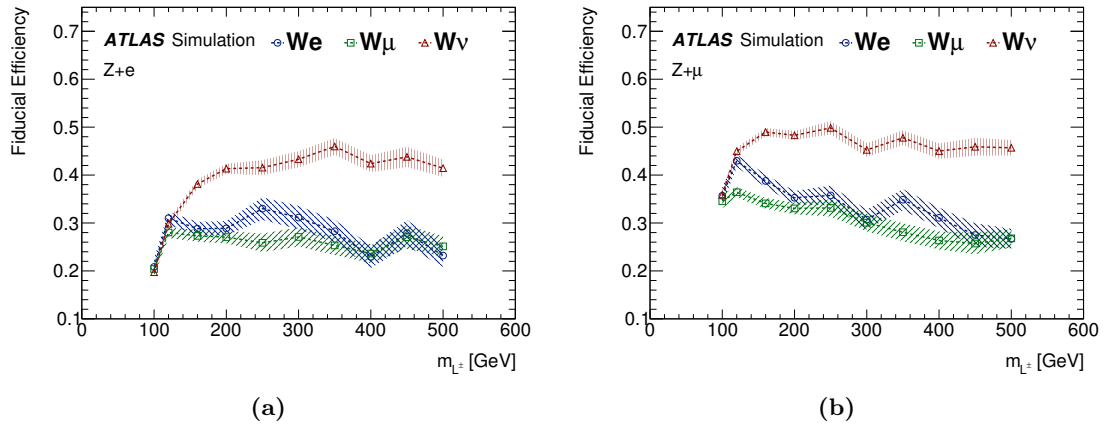 Fiducial Efficiency
0.7
0.6
0.5
0.4
0.3
0.2
0.1
ATLAS Simulation We Wμ Wν
Z+e
0 100 200 300 400 500 600
m_L± [GeV]
(a)
Fiducial Efficiency
0.7
0.6
0.5
0.4
0.3
0.2
0.1
ATLAS Simulation We Wμ Wν
Z+μ
0 100 200 300 400 500 600
m_L± [GeV]
(b)